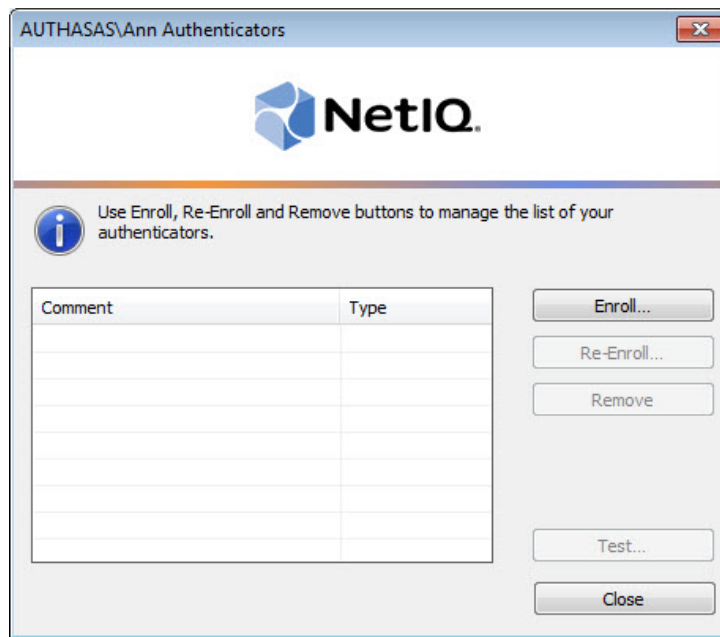 AUTHASAS\Ann Authenticators
NetIQ.
Use Enroll, Re-Enroll and Remove buttons to manage the list of your
authenticators.
Comment Type
Enroll...
Re-Enroll...
Remove
Test...
Close